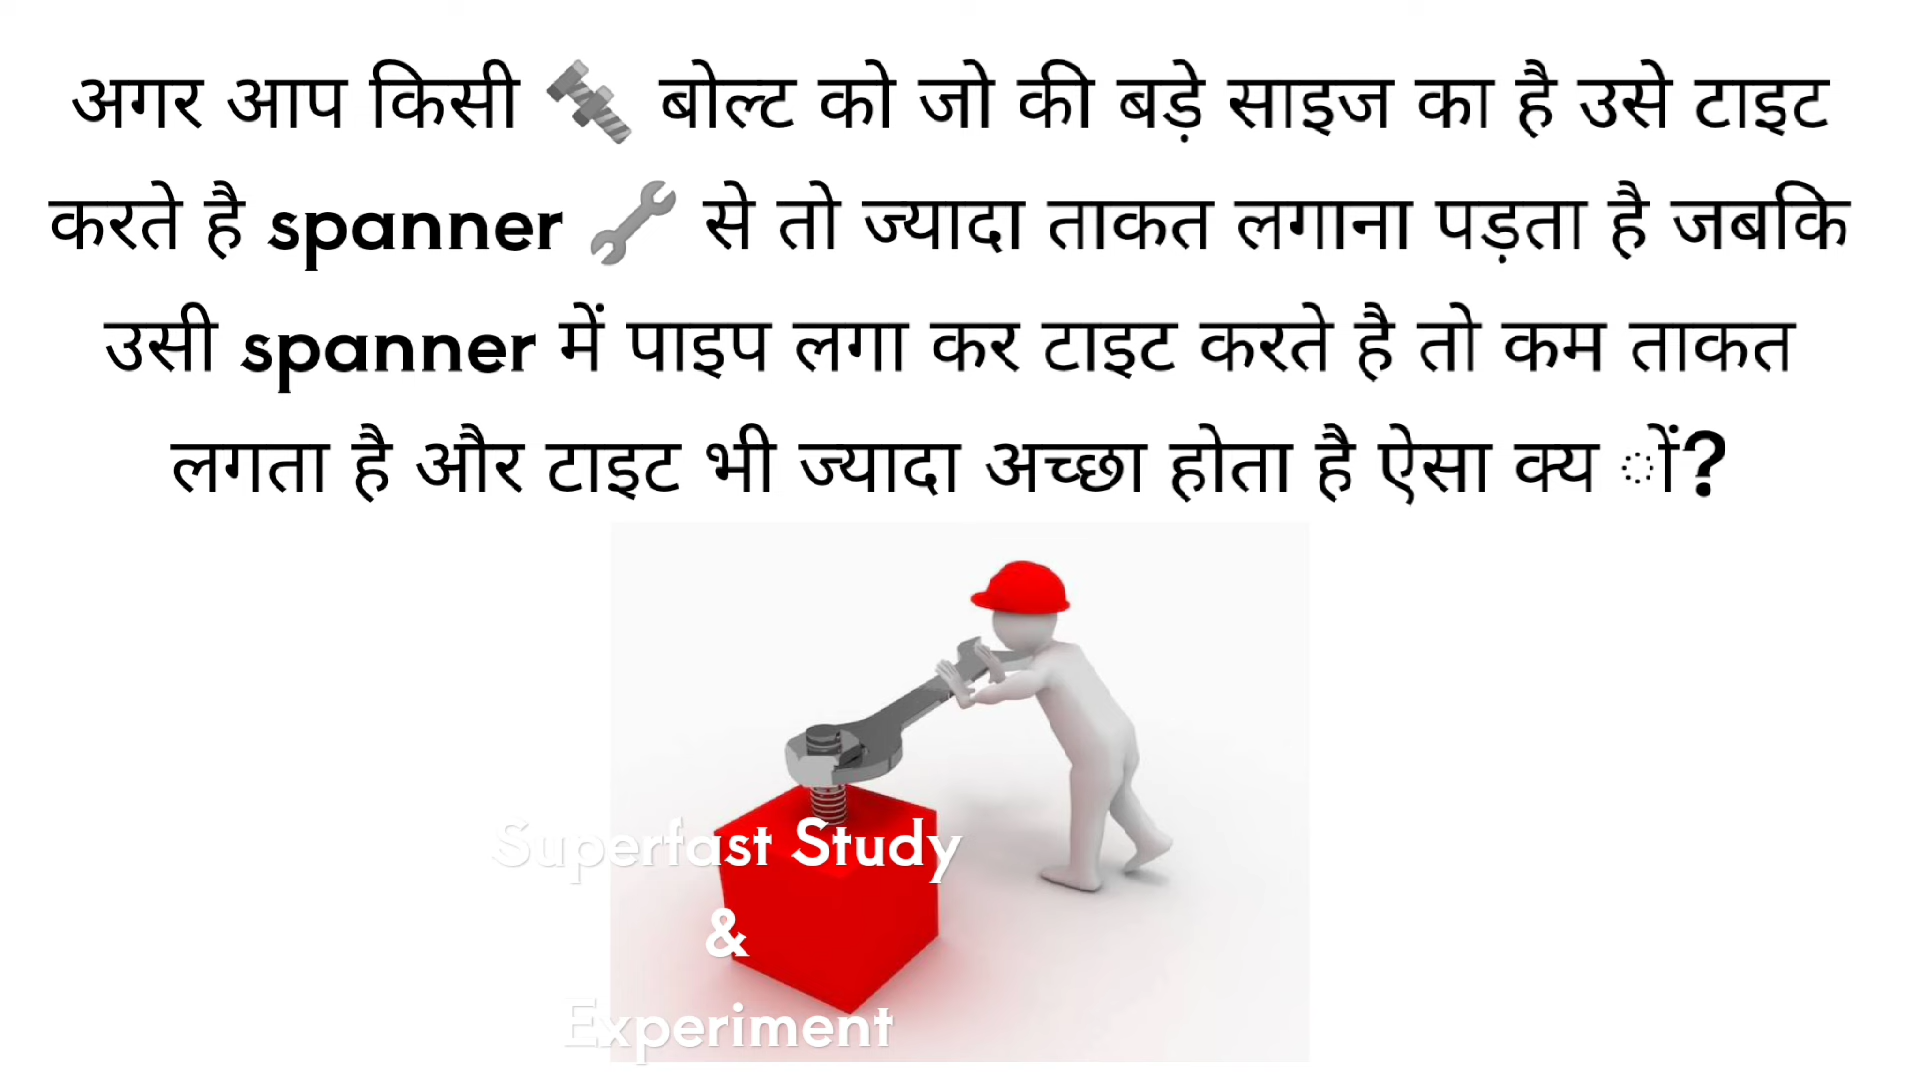 अगर आप किसी 🔩 बोल्ट को जो की बड़े साइज का है उसे टाइट
करते है spanner 🔧 से तो ज्यादा ताकत लगाना पड़ता है जबकि
उसी spanner में पाइप लगा कर टाइट करते है तो कम ताकत
लगता है और टाइट भी ज्यादा अच्छा होता है ऐसा क्य ों?
Superfast Study
&
Experiment